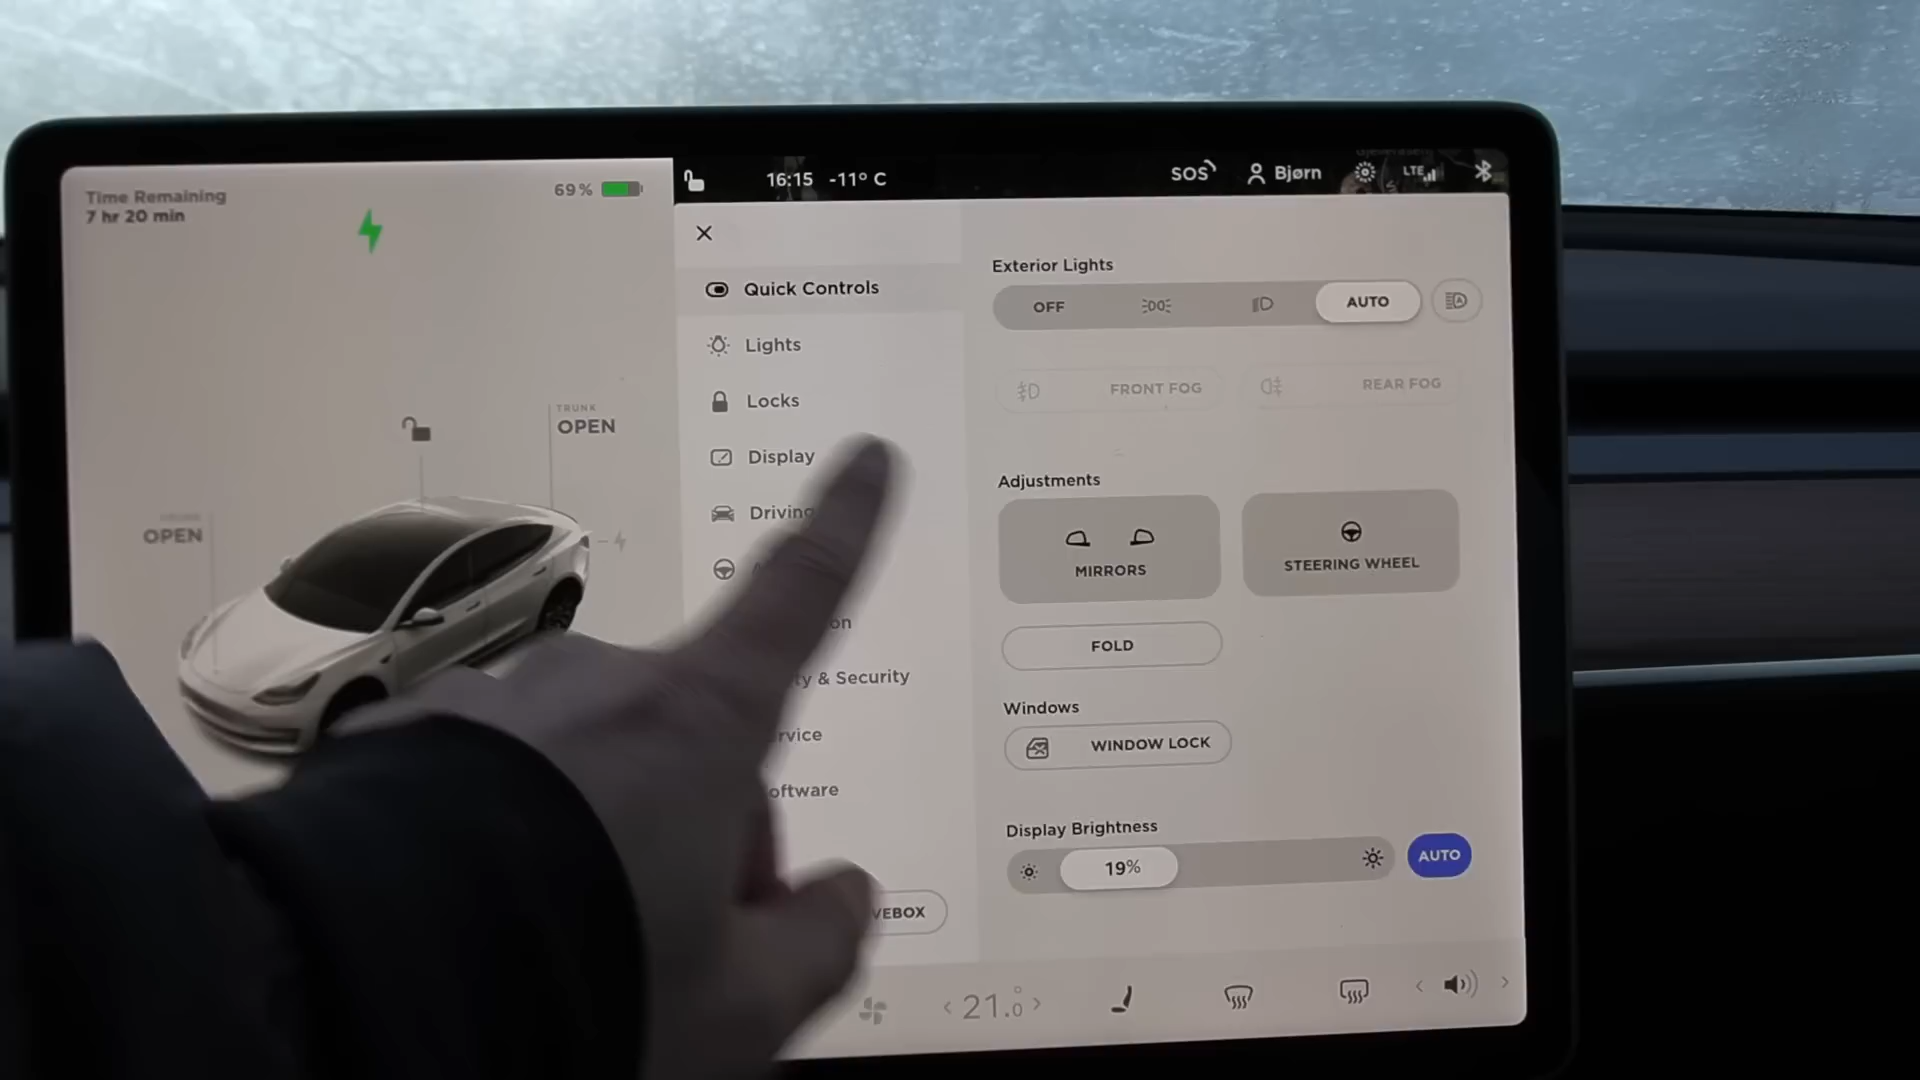 Time Remaining
7 hr 20 min
69%
16:15 -11° C
SOS
Bjørn
LTE
Quick Controls
Lights
Locks
Display
Driving
& Security
TRUNK
OPEN
OPEN
Exterior Lights
OFF
AUTO
FRONT FOG
REAR FOG
Adjustments
MIRRORS
STEERING WHEEL
FOLD
Windows
WINDOW LOCK
Display Brightness
19%
AUTO
21.0°